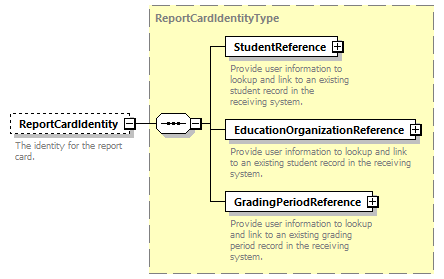 ReportCardIdentityType
StudentReference
Provide user information to
lookup and link to an existing
student record in the
receiving system.
ReportCardIdentity
The identity for the report
card.
EducationOrganizationReference
Provide user information to lookup and link
to an existing student record in the receiving
system.
GradingPeriodReference
Provide user information to lookup
and link to an existing grading
period record in the receiving
system.